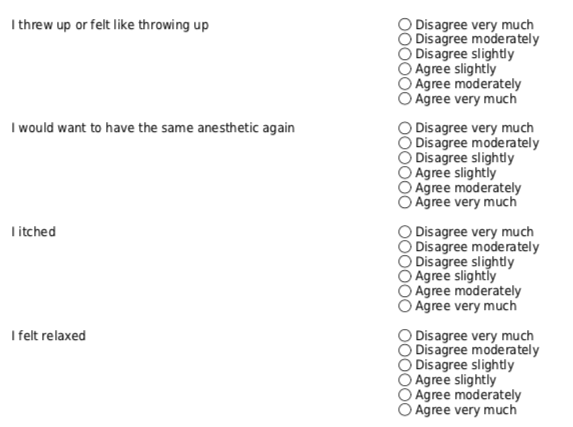 I threw up or felt like throwing up
Disagree very much
Disagree moderately
Disagree slightly
Agree slightly
Agree moderately
Agree very much
I would want to have the same anesthetic again
Disagree very much
Disagree moderately
Disagree slightly
Agree slightly
Agree moderately
Agree very much
I itched
Disagree very much
Disagree moderately
Disagree slightly
Agree slightly
Agree moderately
Agree very much
I felt relaxed
Disagree very much
Disagree moderately
Disagree slightly
Agree slightly
Agree moderately
Agree very much